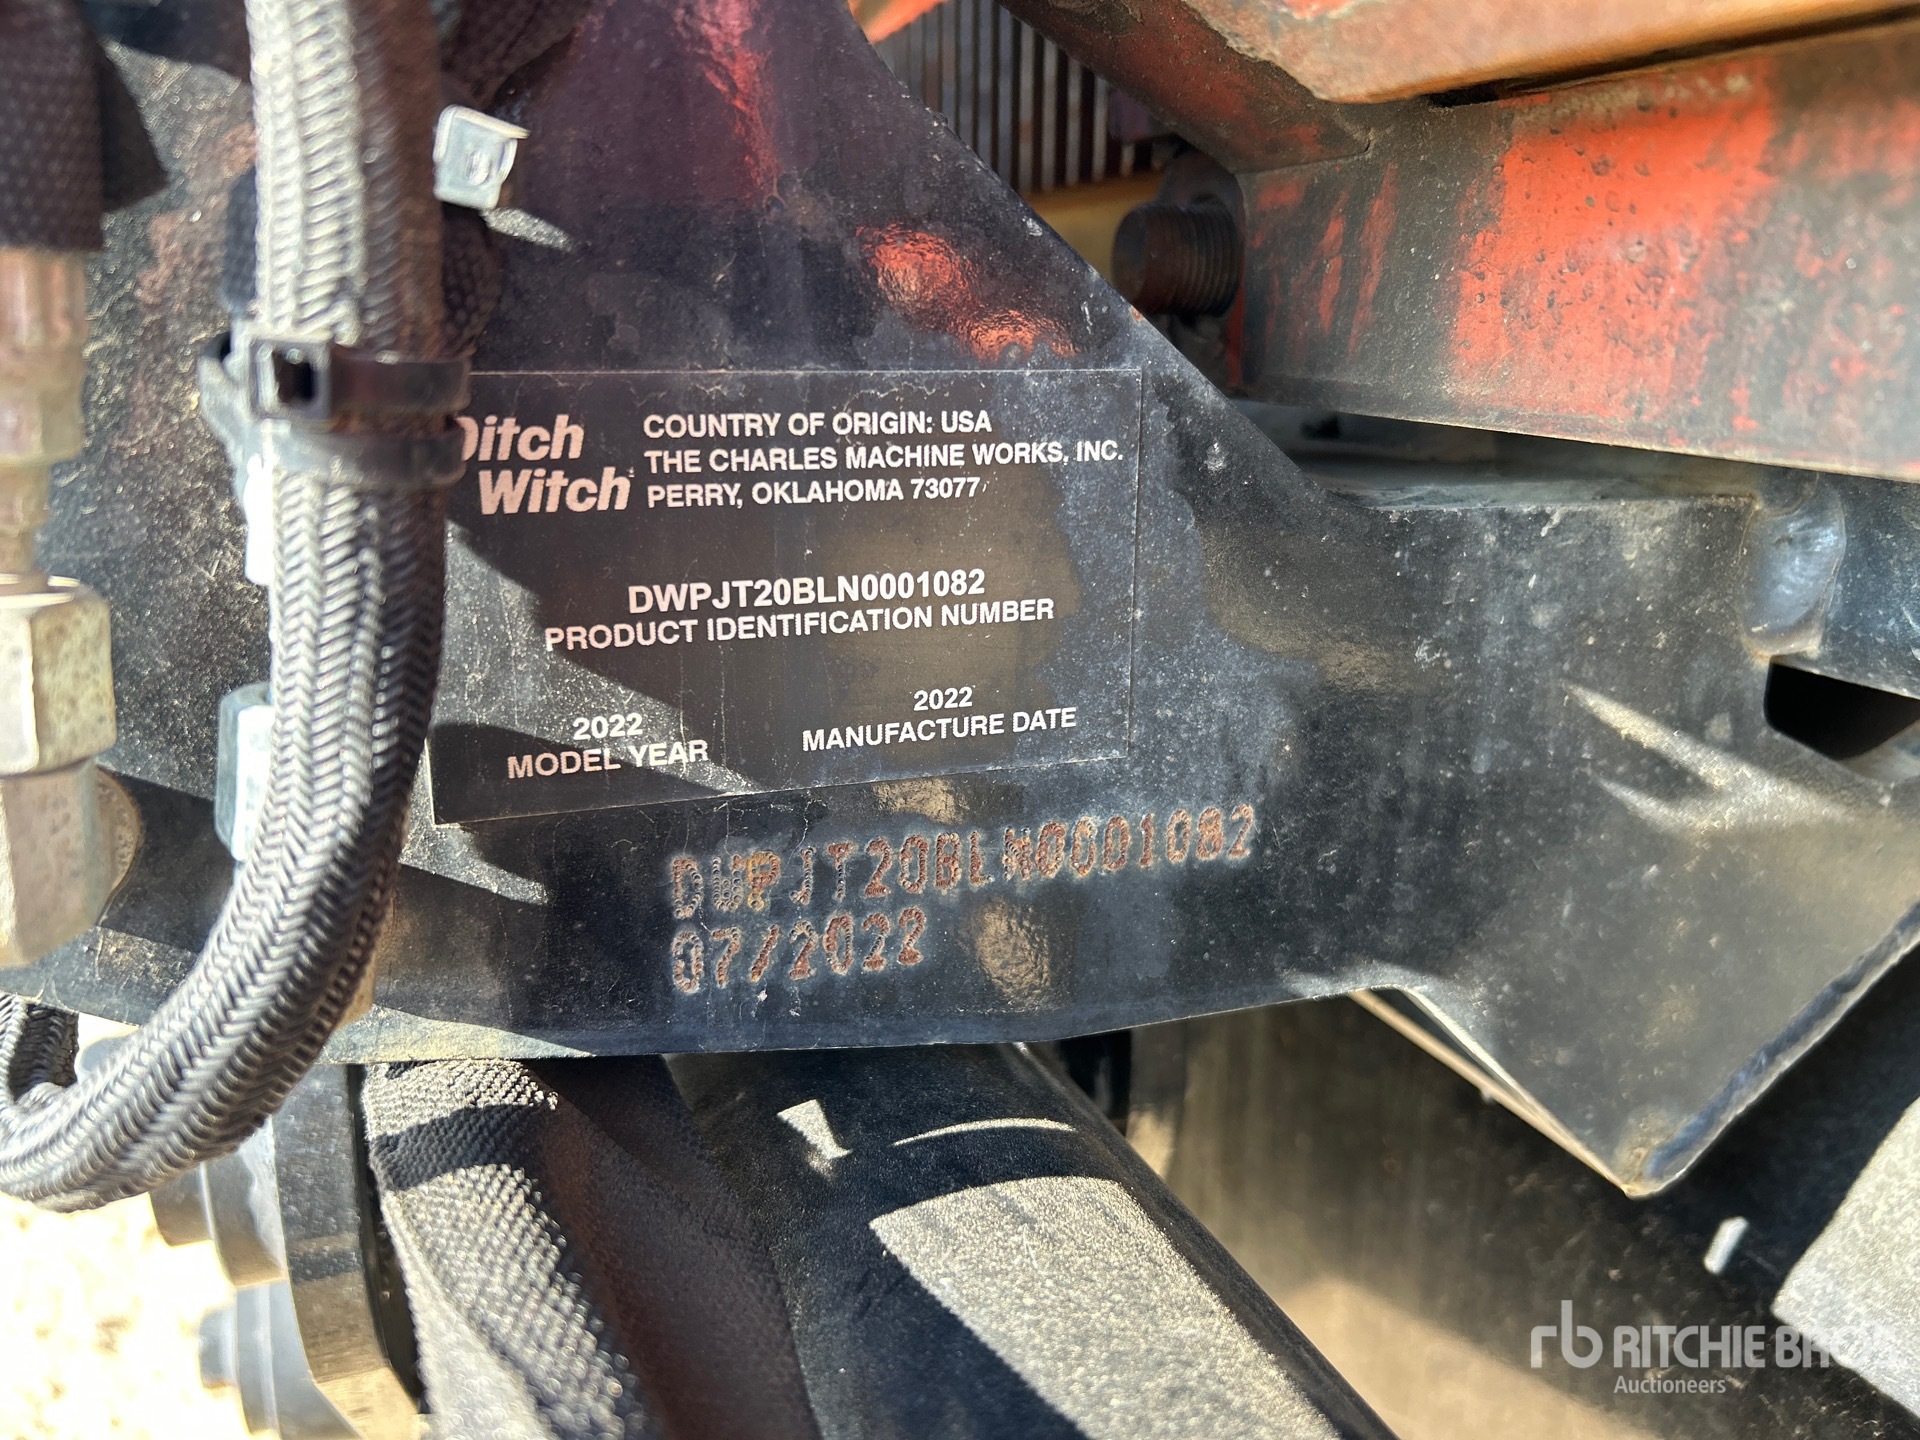 Ditch
Witch
COUNTRY OF ORIGIN: USA
THE CHARLES MACHINE WORKS, INC.
PERRY, OKLAHOMA 73077
DWPJT20BLN0001082
PRODUCT IDENTIFICATION NUMBER
2022
MODEL YEAR
2022
MANUFACTURE DATE
DWPJT20BLN0001082
07/2022
rb RITCHIE BROS.
Auctioneers